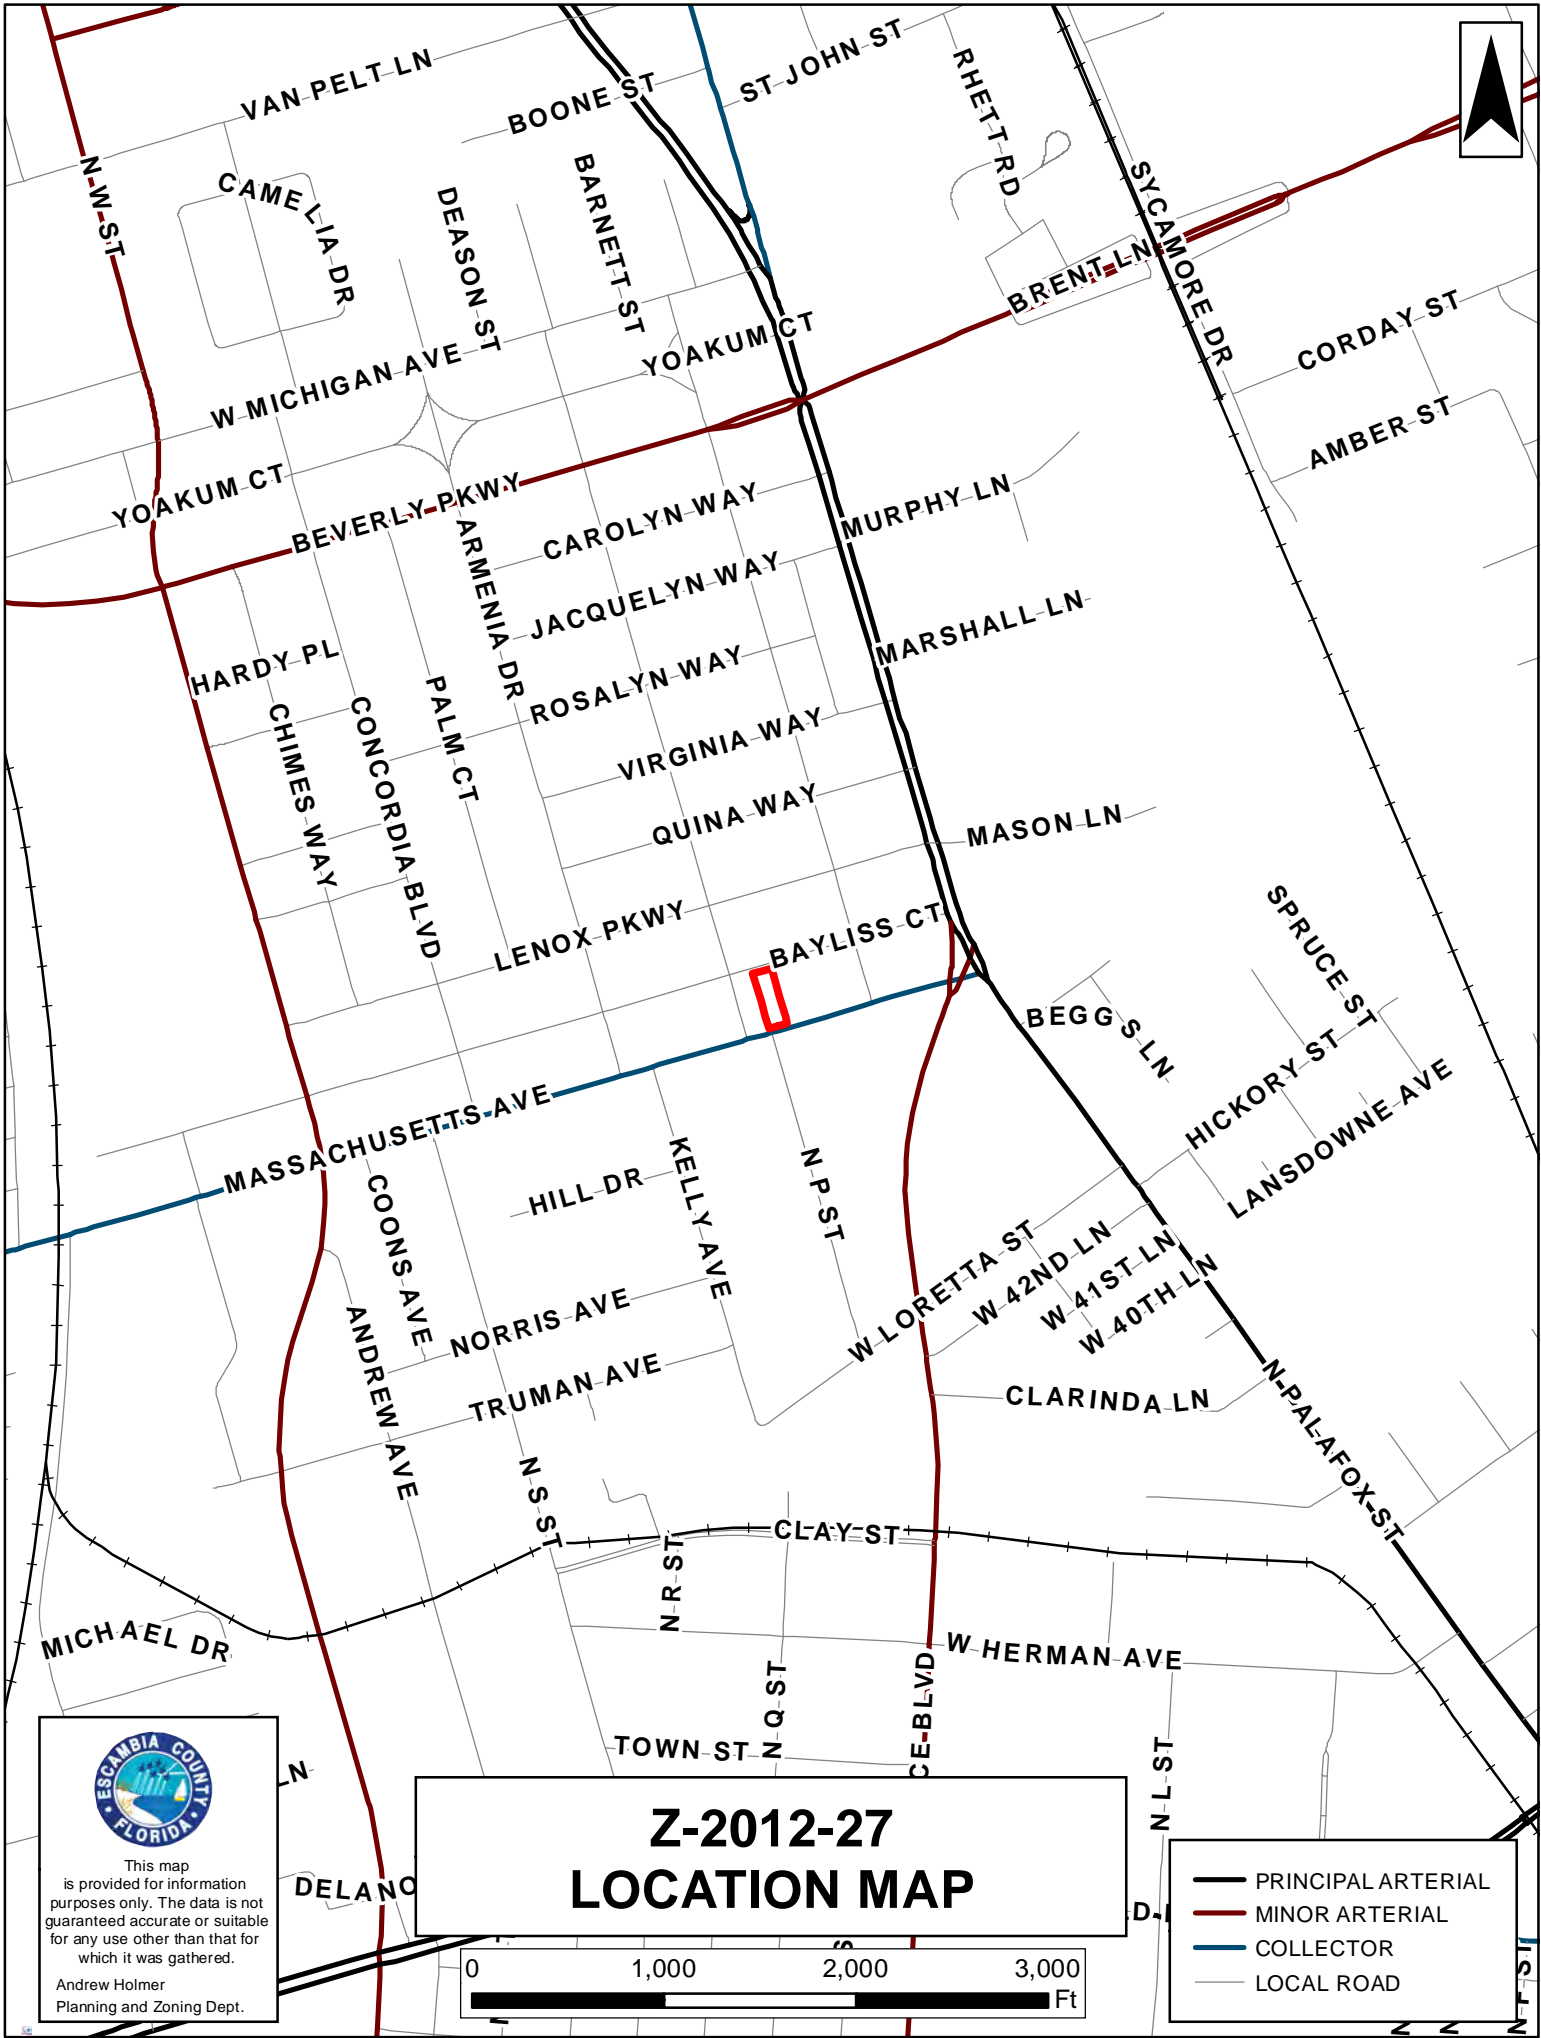 VAN PELT LN
BOONE ST
ST JOHN ST
RHETT RD
N W ST
CAMELIA DR
DEASON ST
BARNETT ST
SYCAMORE DR
BRENT LN
YOAKUM CT
CORDAY ST
W MICHIGAN AVE
AMBER ST
YOAKUM CT
BEVERLY PKWY
CAROLYN WAY
MURPHY LN
ARMENIA DR
JACQUELYN WAY
MARSHALL LN
HARDY PL
ROSALYN WAY
PALM CT
CONCORDIA BLVD
CHIMES WAY
VIRGINIA WAY
QUINA WAY
MASON LN
LENOX PKWY
BAYLISS CT
SPRUCE ST
BEGGS LN
HICKORY ST
MASSACHUSETTS AVE
LANSDOWNE AVE
COONS AVE
HILL DR
KELLY AVE
N P ST
W LORETTA ST
W 42ND LN
W 41ST LN
W 40TH LN
ANDREW AVE
NORRIS AVE
TRUMAN AVE
CLARINDA LN
N PALAFOX ST
N S ST
CLAY ST
N R ST
MICHAEL DR
W HERMAN AVE
N Q ST
CE BLVD
TOWN ST
N L ST
LN
DELANO
D
S
N F ST
ESCAMBIA COUNTY
FLORIDA
This map
is provided for information
purposes only. The data is not
guaranteed accurate or suitable
for any use other than that for
which it was gathered.
Andrew Holmer
Planning and Zoning Dept.
Z-2012-27
LOCATION MAP
0 1,000 2,000 3,000
Ft
PRINCIPAL ARTERIAL
MINOR ARTERIAL
COLLECTOR
LOCAL ROAD